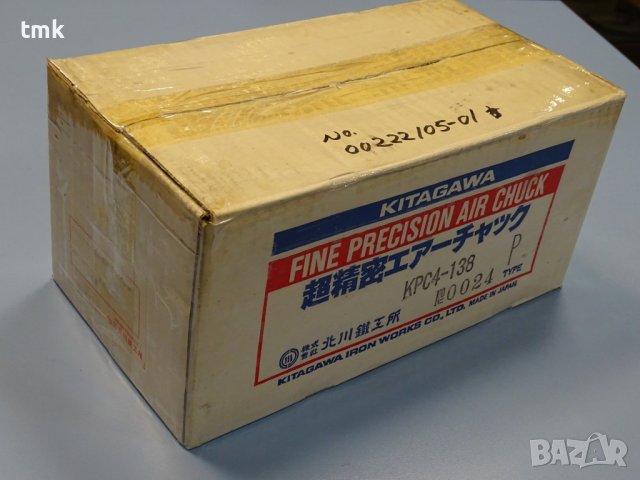 tmk
No.
00222105-01
KITAGAWA
FINE PRECISION AIR CHUCK
超精密エアーチャック
KPC4-138 P
0024 TYPE
株式会社 北川鐵工所 MADE IN JAPAN
KITAGAWA IRON WORKS CO., LTD.
BAZAR